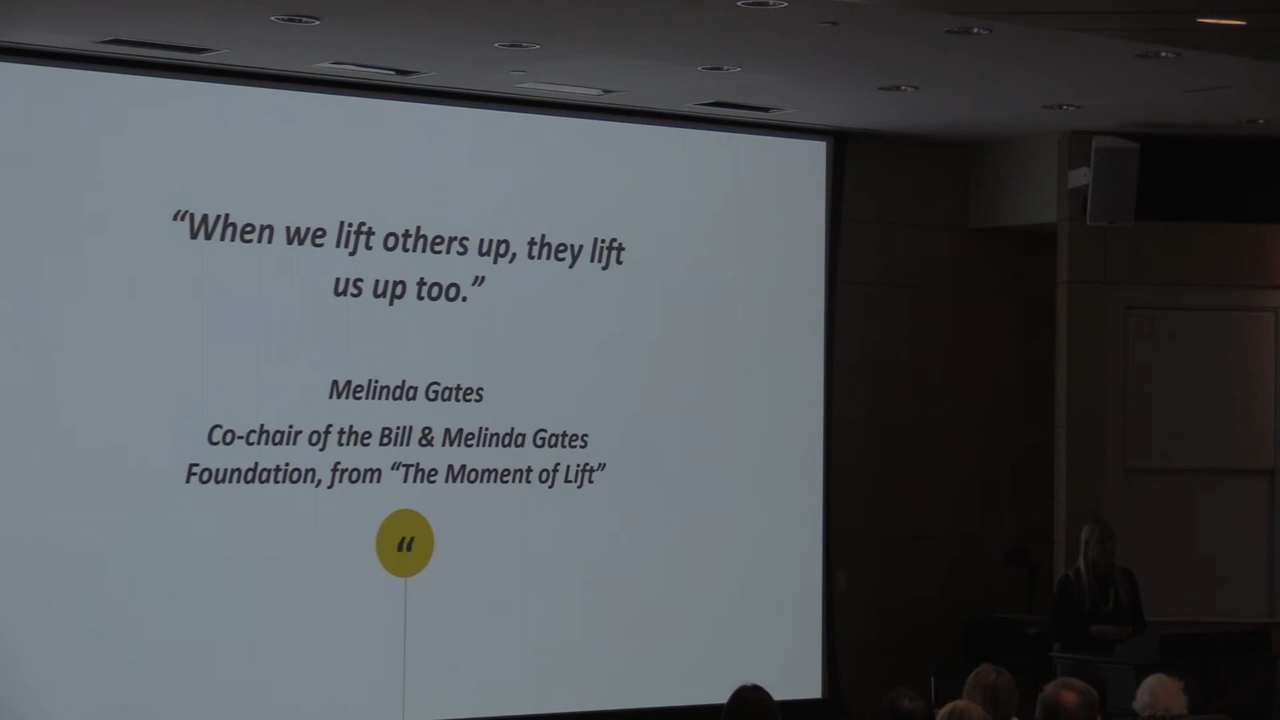 “When we lift others up, they lift
us up too.”
Melinda Gates
Co-chair of the Bill & Melinda Gates
Foundation, from “The Moment of Lift”
“